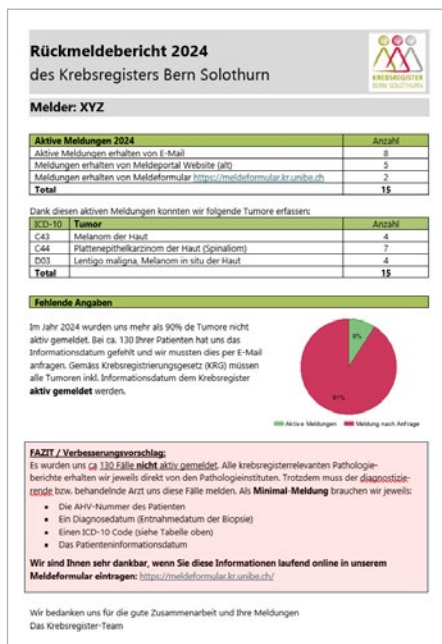 Rückmeldebericht 2024
des Krebsregisters Bern Solothurn
KREBSREGISTER
BERN SOLOTHURN
Melder: XYZ
Aktive Meldungen 2024 Anzahl
Aktive Meldungen erhalten von E-Mail 8
Meldungen erhalten von Meldeportal Website (alt) 5
Meldungen erhalten von Meldeformular https://meldeformular.kr.unibe.ch 2
Total 15
Dank diesen aktiven Meldungen konnten wir folgende Tumore erfassen:
ICD-10 Tumor Anzahl
C43 Melanom der Haut 4
C44 Plattenepithelkarzinom der Haut (Spinaliom) 7
D03 Lentigo maligna, Melanom in situ der Haut 4
Total 15
Fehlende Angaben
Im Jahr 2024 wurden uns mehr als 90% de Tumore nicht
aktiv gemeldet. Bei ca. 130 Ihrer Patienten hat uns das
Informationsdatum gefehlt und wir mussten dies per E-Mail
anfragen. Gemäss Krebsregistrierungsgesetz (KRG) müssen
alle Tumoren inkl. Informationsdatum dem Krebsregister
aktiv gemeldet werden.
9%
91%
Aktive Meldungen Meldung nach Anfrage
FAZIT / Verbesserungsvorschlag:
Es wurden uns ca 130 Fälle nicht aktiv gemeldet. Alle krebsregisterrelevanten Pathologie-
berichte erhalten wir jeweils direkt von den Pathologieinstituten. Trotzdem muss der diagnostizie-
rende bzw. behandelnde Arzt uns diese Fälle melden. Als Minimal-Meldung brauchen wir jeweils:
• Die AHV-Nummer des Patienten
• Ein Diagnosedatum (Entnahmedatum der Biopsie)
• Einen ICD-10 Code (siehe Tabelle oben)
• Das Patienteninformationsdatum
Wir sind Ihnen sehr dankbar, wenn Sie diese Informationen laufend online in unserem
Meldeformular eintragen: https://meldeformular.kr.unibe.ch/
Wir bedanken uns für die gute Zusammenarbeit und Ihre Meldungen
Das Krebsregister-Team